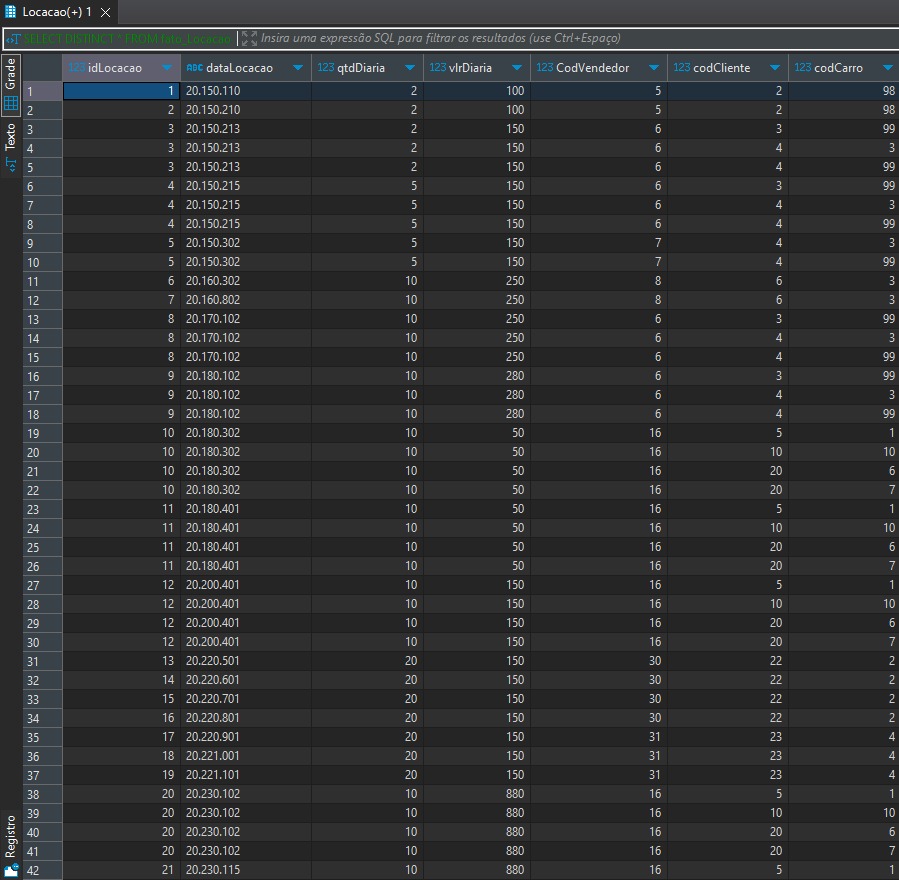 Locacao(+) 1
SELECT DISTINCT * FROM fato_Locacao Insira uma expressão SQL para filtrar os resultados (use Ctrl+Espaço)
Grade
Texto
Registro
123 idLocacao ABC dataLocacao 123 qtdDiaria 123 vlrDiaria 123 CodVendedor 123 codCliente 123 codCarro
1 1 20.150.110 2 100 5 2 98
2 2 20.150.210 2 100 5 2 98
3 3 20.150.213 2 150 6 3 99
4 3 20.150.213 2 150 6 4 3
5 3 20.150.213 2 150 6 4 99
6 4 20.150.215 5 150 6 3 99
7 4 20.150.215 5 150 6 4 3
8 4 20.150.215 5 150 6 4 99
9 5 20.150.302 5 150 7 4 3
10 5 20.150.302 5 150 7 4 99
11 6 20.160.302 10 250 8 6 3
12 7 20.160.802 10 250 8 6 3
13 8 20.170.102 10 250 6 3 99
14 8 20.170.102 10 250 6 4 3
15 8 20.170.102 10 250 6 4 99
16 9 20.180.102 10 280 6 3 99
17 9 20.180.102 10 280 6 4 3
18 9 20.180.102 10 280 6 4 99
19 10 20.180.302 10 50 16 5 1
20 10 20.180.302 10 50 16 10 10
21 10 20.180.302 10 50 16 20 6
22 10 20.180.302 10 50 16 20 7
23 11 20.180.401 10 50 16 5 1
24 11 20.180.401 10 50 16 10 10
25 11 20.180.401 10 50 16 20 6
26 11 20.180.401 10 50 16 20 7
27 12 20.200.401 10 150 16 5 1
28 12 20.200.401 10 150 16 10 10
29 12 20.200.401 10 150 16 20 6
30 12 20.200.401 10 150 16 20 7
31 13 20.220.501 20 150 30 22 2
32 14 20.220.601 20 150 30 22 2
33 15 20.220.701 20 150 30 22 2
34 16 20.220.801 20 150 30 22 2
35 17 20.220.901 20 150 31 23 4
36 18 20.221.001 20 150 31 23 4
37 19 20.221.101 20 150 31 23 4
38 20 20.230.102 10 880 16 5 1
39 20 20.230.102 10 880 16 10 10
40 20 20.230.102 10 880 16 20 6
41 20 20.230.102 10 880 16 20 7
42 21 20.230.115 10 880 16 5 1